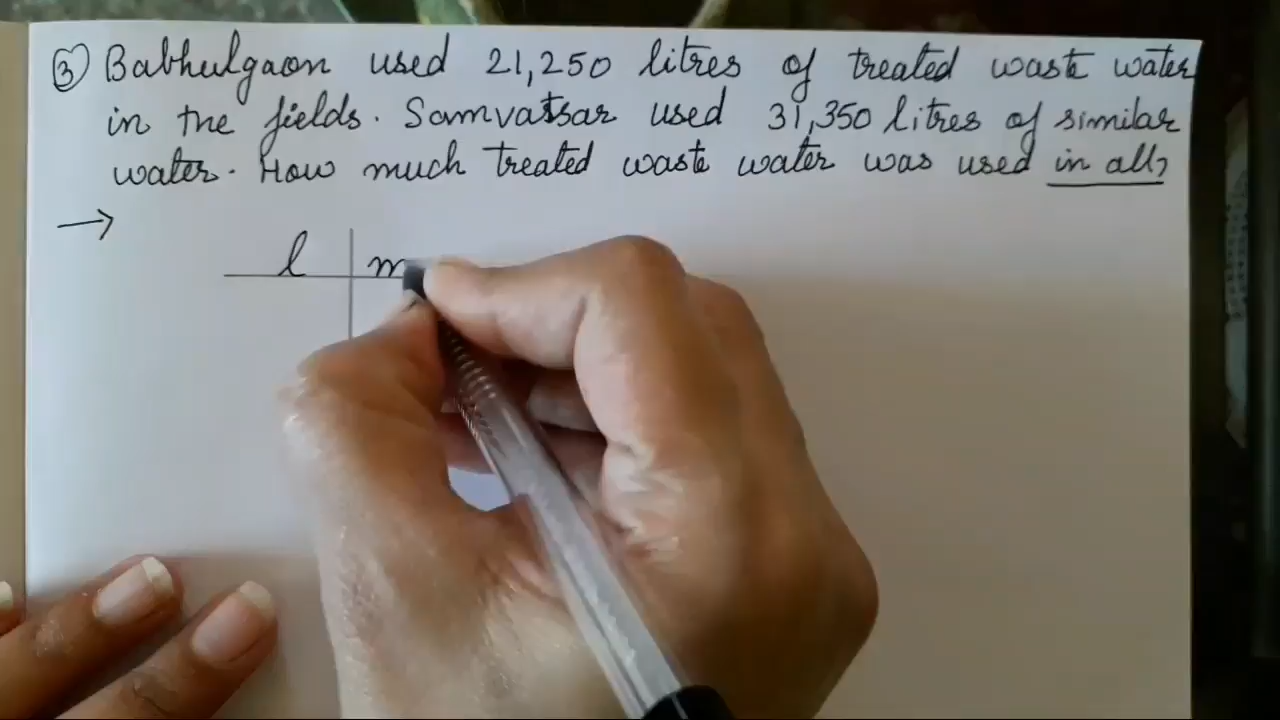 3 Babhulgaon used 21,250 litres of treated waste water
in the fields. Samvatsar used 31,350 litres of similar
water. How much treated waste water was used in all?
→
l m